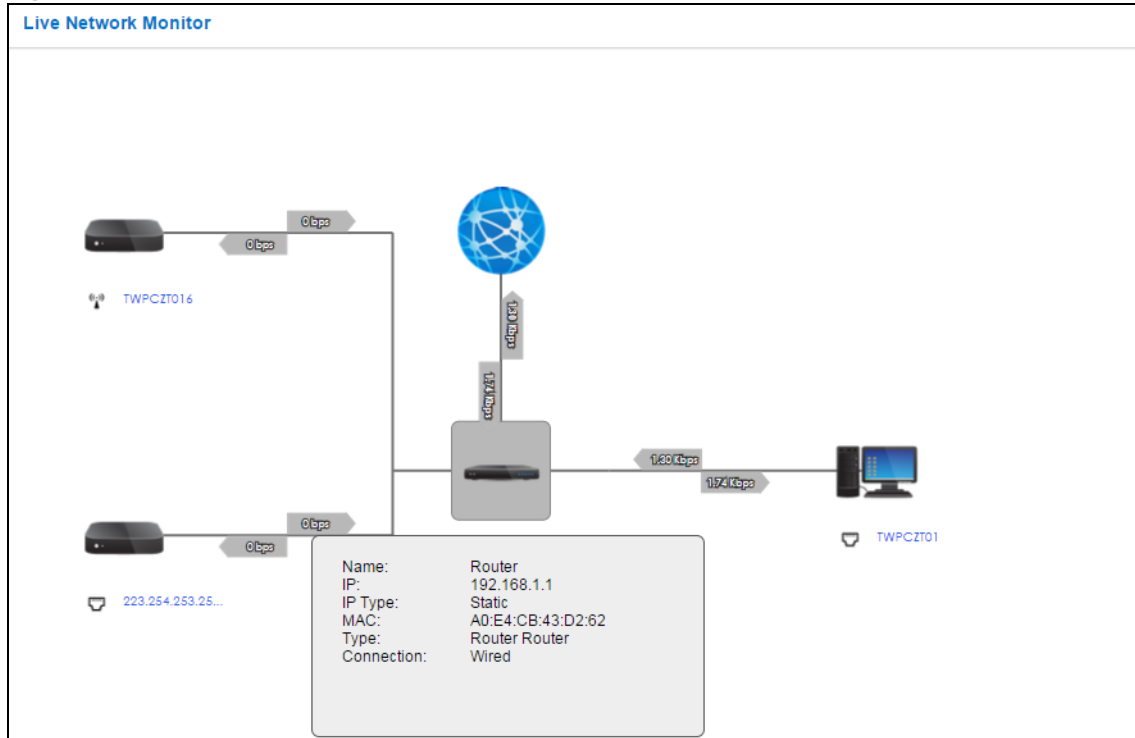 Live Network Monitor
0 bps
0 bps
TWPCZT016
1.30 Kbps
1.74 Kbps
1.30 Kbps
1.74 Kbps
TWPCZT01
0 bps
0 bps
223.254.253.25...
Name: Router
IP: 192.168.1.1
IP Type: Static
MAC: A0:E4:CB:43:D2:62
Type: Router Router
Connection: Wired